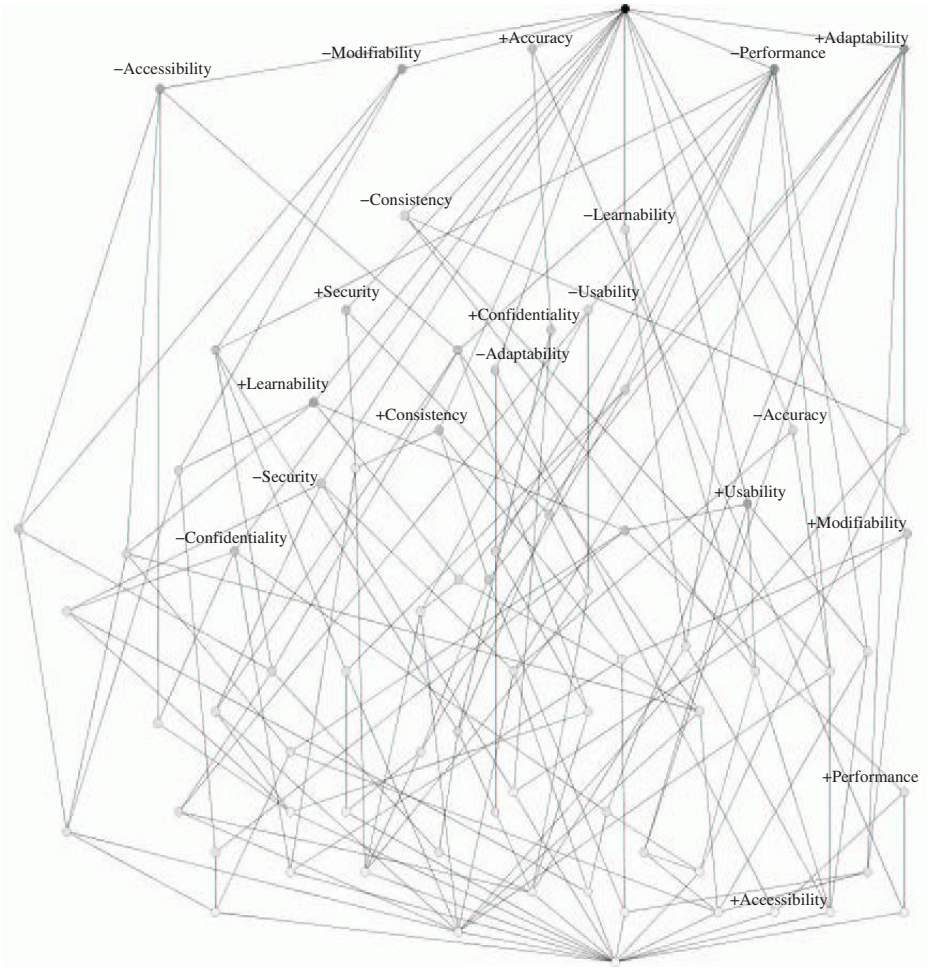 +Accuracy
+Adaptability
−Modifiability
−Performance
−Accessibility
−Consistency
−Learnability
+Security
−Usability
+Confidentiality
−Adaptability
+Learnability
+Consistency
−Accuracy
−Security
+Usability
+Modifiability
−Confidentiality
+Performance
+Accessibility